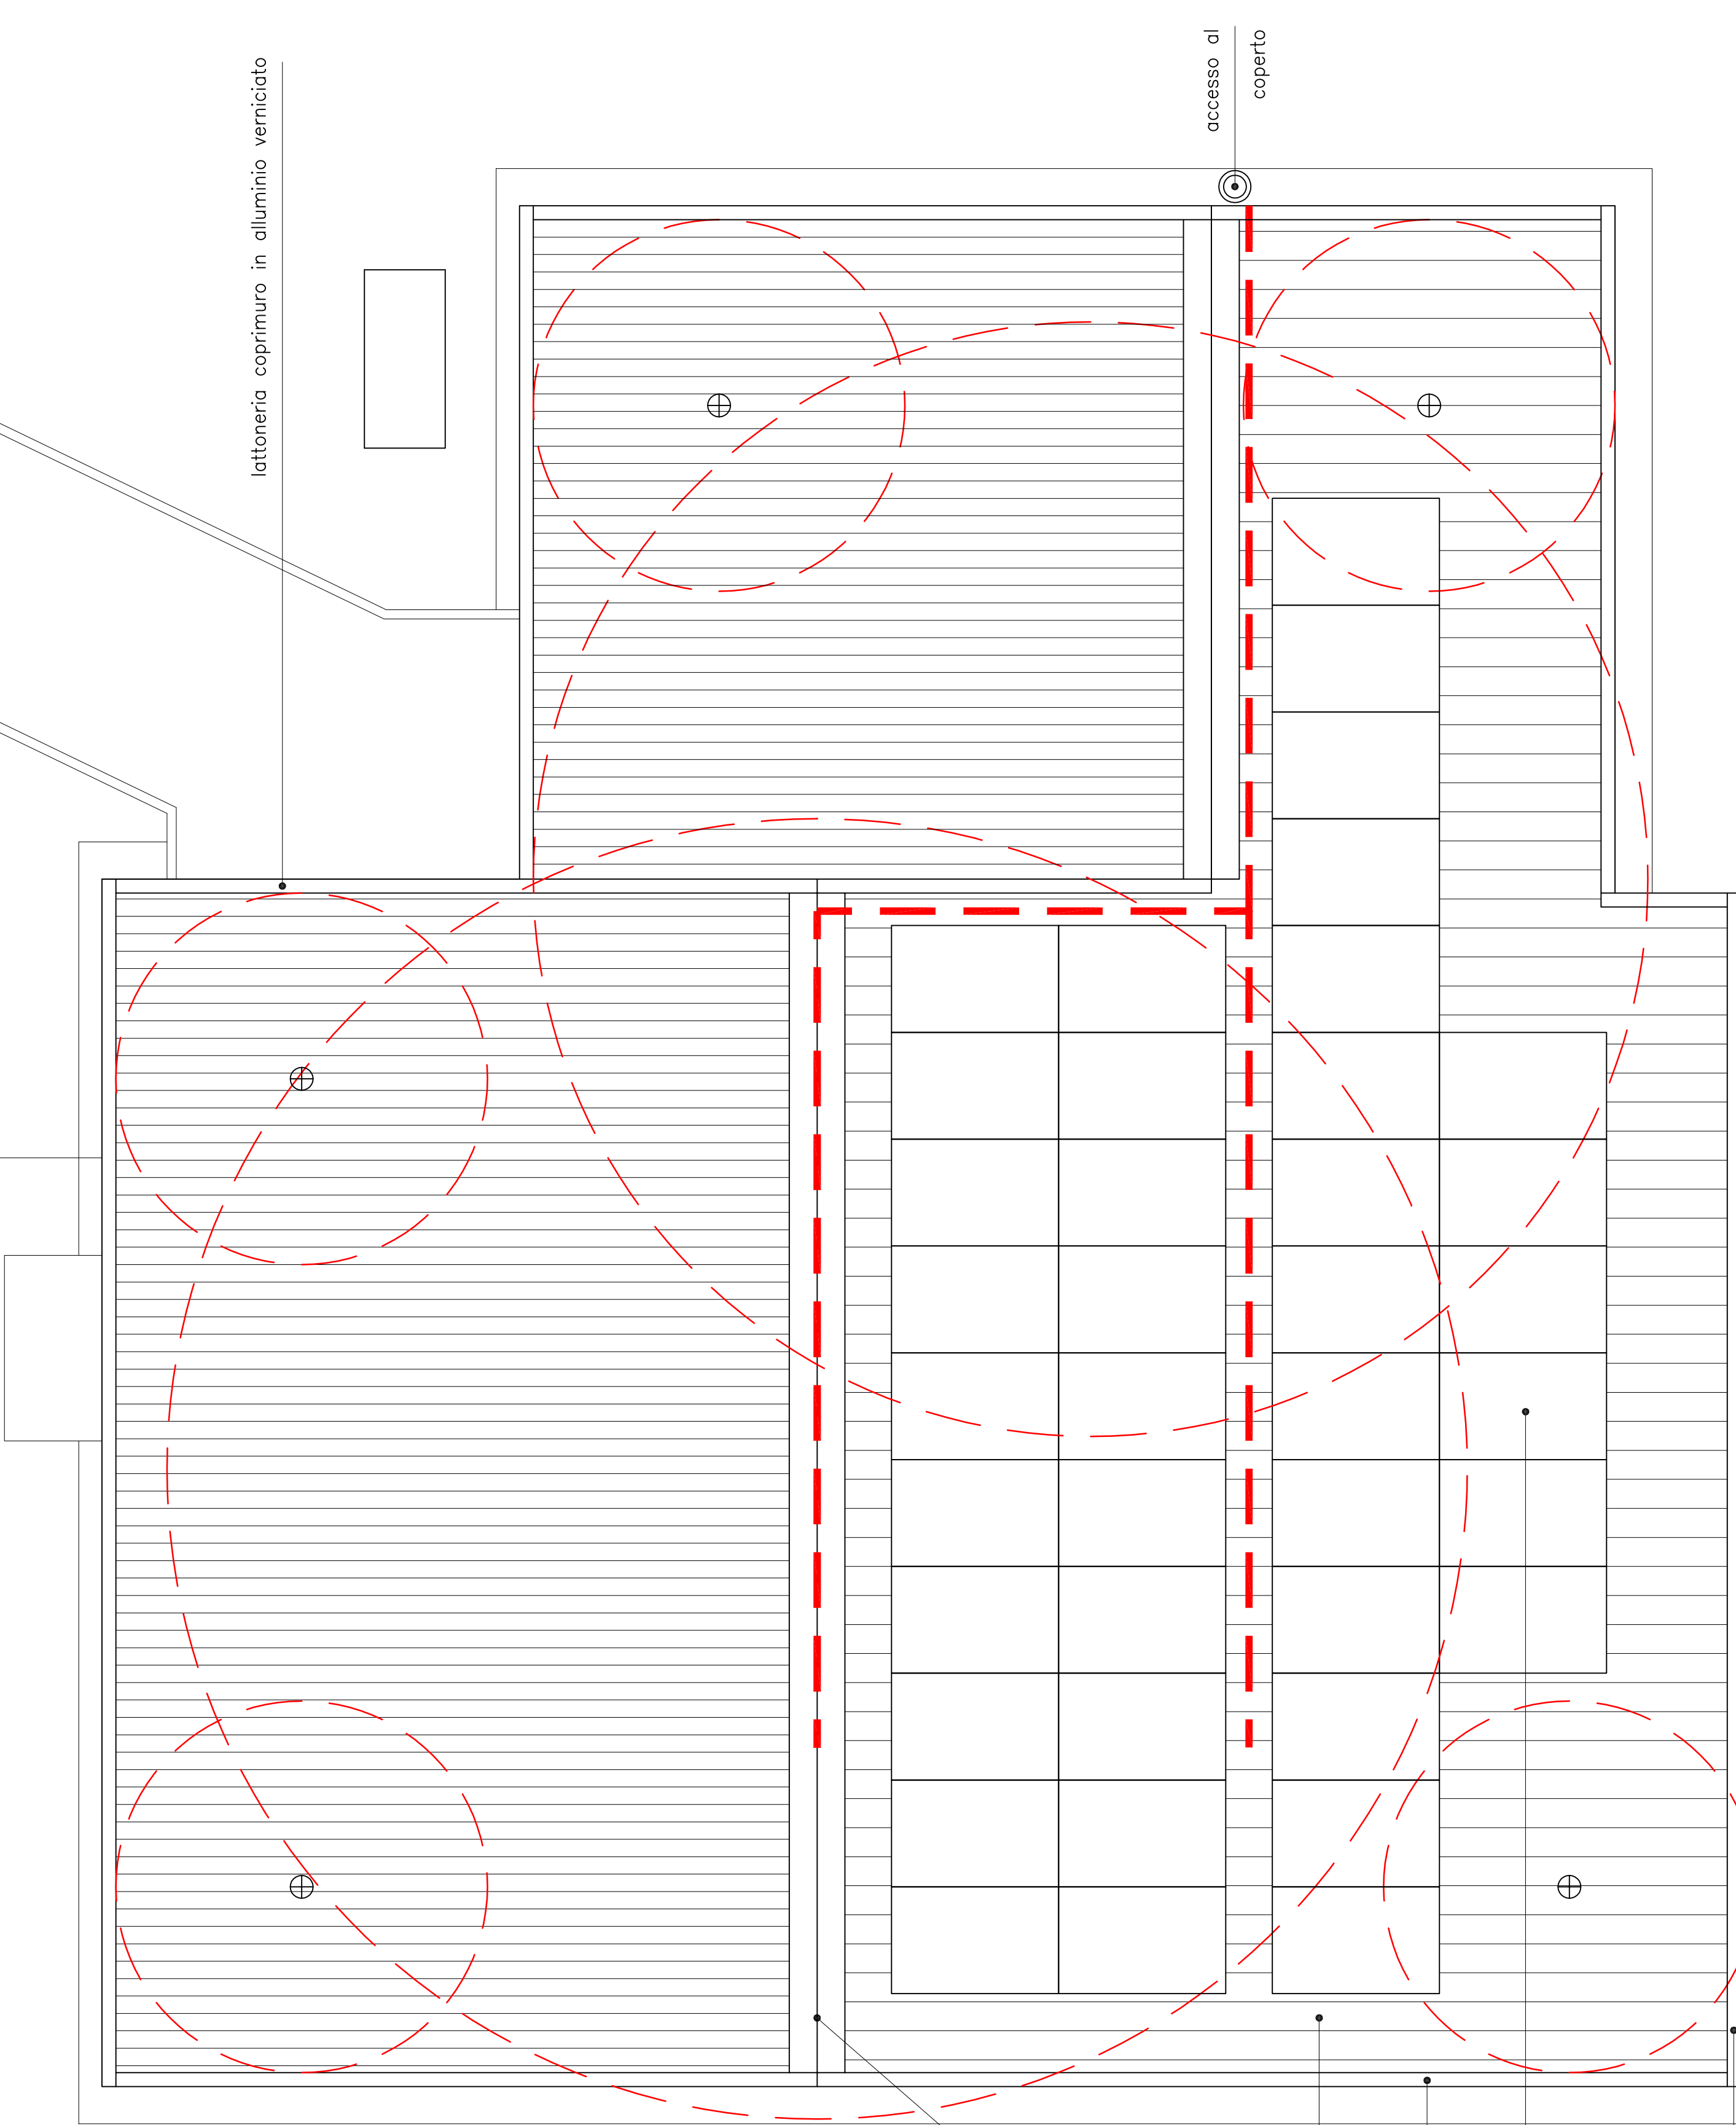 lattoneria coprimuro in alluminio verniciato
accesso al
coperto